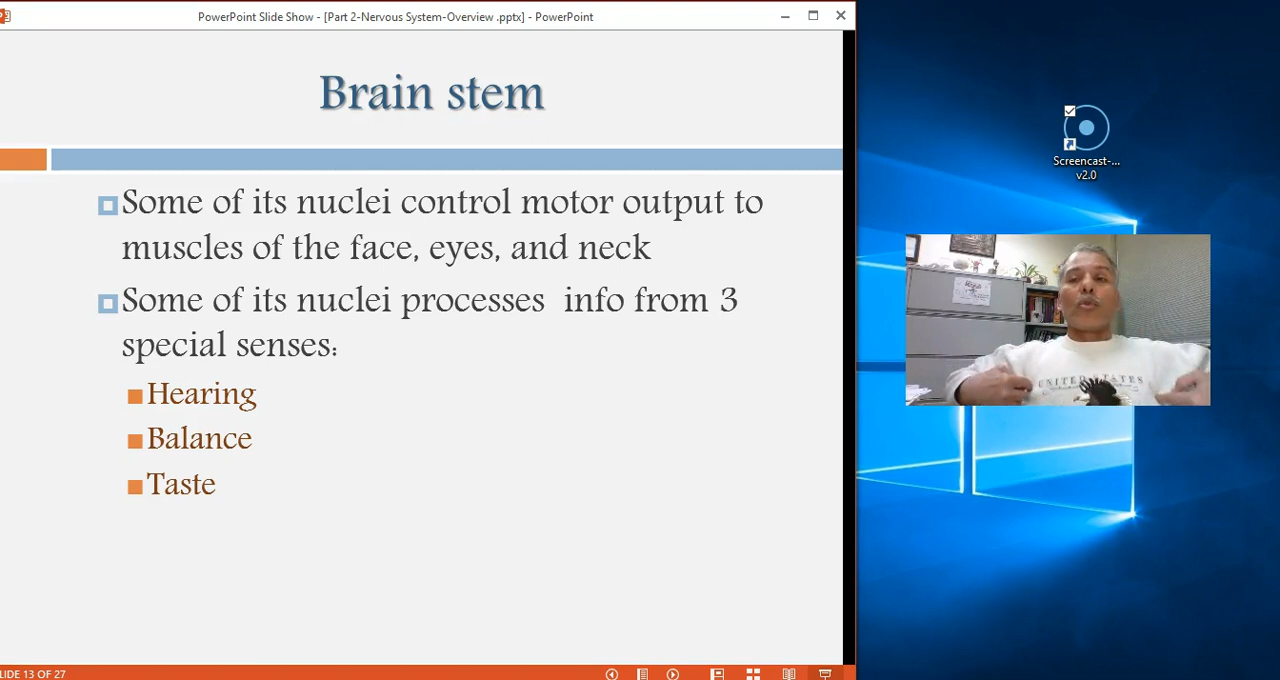 PowerPoint Slide Show - [Part 2-Nervous System-Overview .pptx] - PowerPoint
Brain stem
Some of its nuclei control motor output to
muscles of the face, eyes, and neck
Some of its nuclei processes info from 3
special senses:
Hearing
Balance
Taste
LIDE 13 OF 27
Screencast-...
v2.0
UNITED STATES